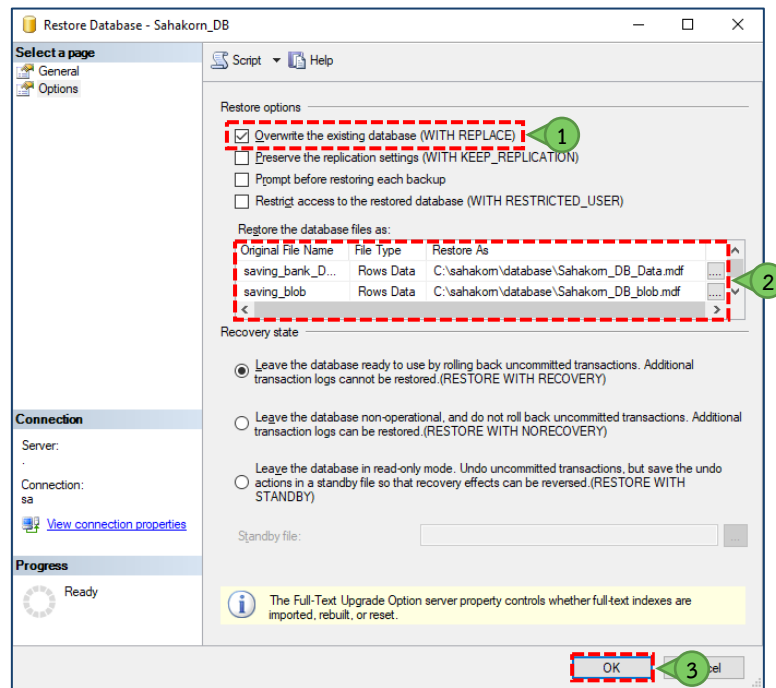 Restore Database - Sahakorn_DB
Select a page
General
Options
Script
Help
Restore options
Overwrite the existing database (WITH REPLACE)
1
Preserve the replication settings (WITH KEEP_REPLICATION)
Prompt before restoring each backup
Restrict access to the restored database (WITH RESTRICTED_USER)
Restore the database files as:
Original File Name File Type Restore As
saving_bank_D... Rows Data C:\sahakorn\database\Sahakorn_DB_Data.mdf ...
saving_blob Rows Data C:\sahakorn\database\Sahakorn_DB_blob.mdf ...
2
Recovery state
Leave the database ready to use by rolling back uncommitted transactions. Additional
transaction logs cannot be restored.(RESTORE WITH RECOVERY)
Leave the database non-operational, and do not roll back uncommitted transactions. Additional
transaction logs can be restored.(RESTORE WITH NORECOVERY)
Leave the database in read-only mode. Undo uncommitted transactions, but save the undo
actions in a standby file so that recovery effects can be reversed.(RESTORE WITH
STANDBY)
Standby file:
...
Connection
Server:
.
Connection:
sa
View connection properties
Progress
Ready
The Full-Text Upgrade Option server property controls whether full-text indexes are
imported, rebuilt, or reset.
OK
3